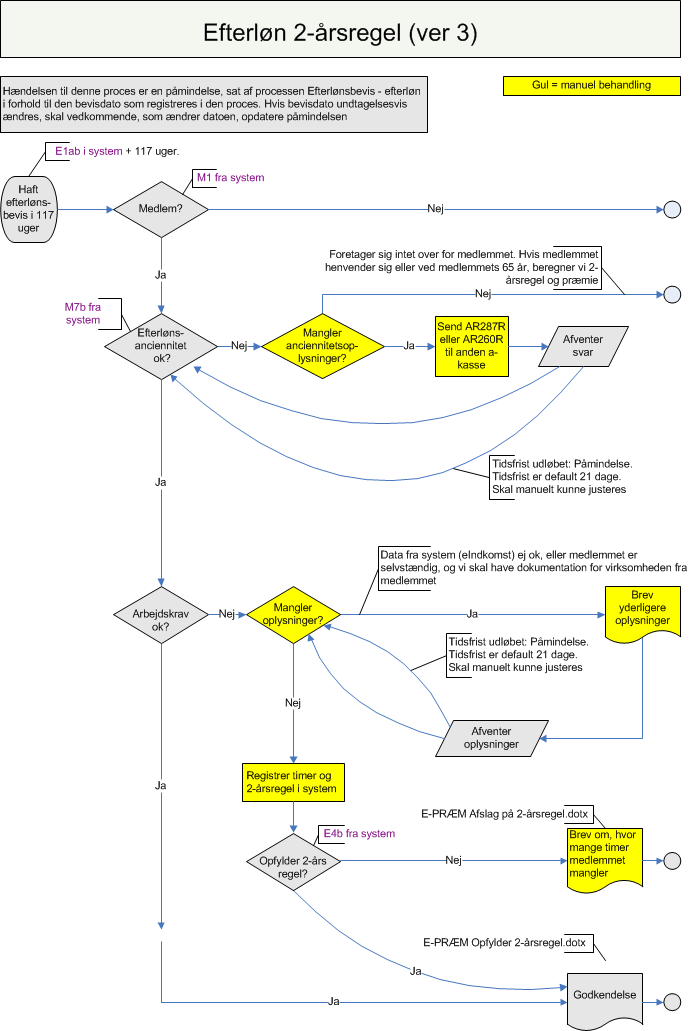 Efterløn 2-årsregel (ver 3)
Hændelsen til denne proces er en påmindelse, sat af processen Efterlønsbevis - efterløn
i forhold til den bevisdato som registreres i den proces. Hvis bevisdato undtagelsesvis
ændres, skal vedkommende, som ændrer datoen, opdatere påmindelsen
Gul = manuel behandling
E1ab i system + 117 uger.
Haft
efterløns-
bevis i 117
uger
M1 fra system
Medlem?
Nej
Ja
Foretager sig intet over for medlemmet. Hvis medlemmet
henvender sig eller ved medlemmets 65 år, beregner vi 2-
årsregel og præmie
Nej
M7b fra
system
Efterløns-
anciennitet
ok?
Nej
Mangler
anciennitetsop-
lysninger?
Ja
Send AR287R
eller AR260R
til anden a-
kasse
Afventer
svar
Tidsfrist udløbet: Påmindelse.
Tidsfrist er default 21 dage.
Skal manuelt kunne justeres
Ja
Data fra system (eIndkomst) ej ok, eller medlemmet er
selvstændig, og vi skal have dokumentation for virksomheden fra
medlemmet
Arbejdskrav
ok?
Nej
Mangler
oplysninger?
Ja
Brev
yderligere
oplysninger
Tidsfrist udløbet: Påmindelse.
Tidsfrist er default 21 dage.
Skal manuelt kunne justeres
Nej
Afventer
oplysninger
Registrer timer og
2-årsregel i system
Ja
E4b fra system
Opfylder 2-års
regel?
Nej
E-PRÆM Afslag på 2-årsregel.dotx
Brev om, hvor
mange timer
medlemmet
mangler
E-PRÆM Opfylder 2-årsregel.dotx
Ja
Godkendelse
Ja